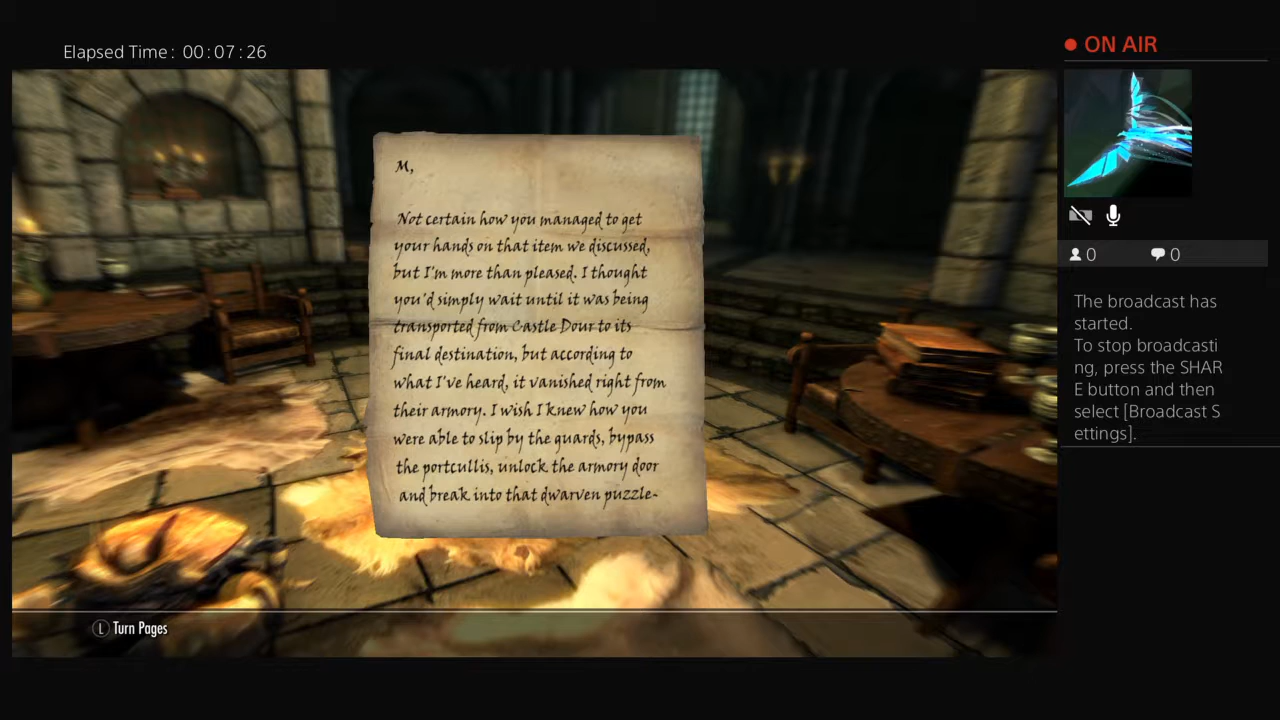 Elapsed Time: 00:07:26
ON AIR
M,
Not certain how you managed to get
your hands on that item we discussed,
but I'm more than pleased. I thought
you'd simply wait until it was being
transported from Castle Dour to its
final destination, but according to
what I've heard, it vanished right from
their armory. I wish I knew how you
were able to slip by the guards, bypass
the portcullis, unlock the armory door
and break into that dwarven puzzle-
0
0
The broadcast has
started.
To stop broadcasti
ng, press the SHAR
E button and then
select [Broadcast S
ettings].
L Turn Pages